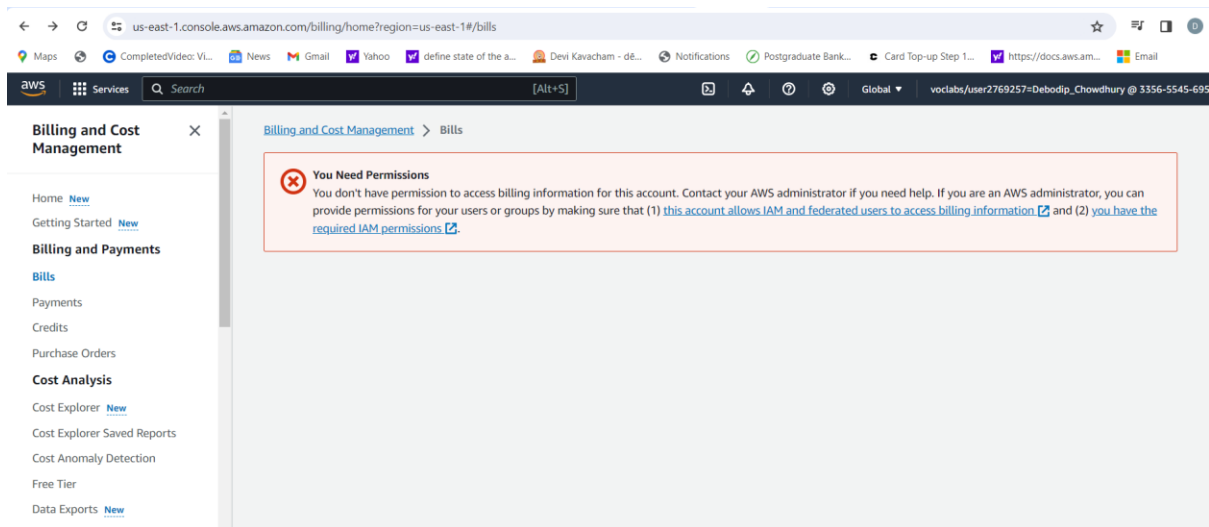 us-east-1.console.aws.amazon.com/billing/home?region=us-east-1#/bills
D
Maps
CompletedVideo: Vi...
News
Gmail
Yahoo
define state of the a...
Devi Kavacham - dē...
Notifications
Postgraduate Bank...
Card Top-up Step 1...
https://docs.aws.am...
Email
aws
Services
Search
[Alt+S]
Global
voclabs/user2769257=Debodip_Chowdhury @ 3356-5545-695
Billing and Cost
Management
Home New
Getting Started New
Billing and Payments
Bills
Payments
Credits
Purchase Orders
Cost Analysis
Cost Explorer New
Cost Explorer Saved Reports
Cost Anomaly Detection
Free Tier
Data Exports New
Billing and Cost Management > Bills
You Need Permissions
You don't have permission to access billing information for this account. Contact your AWS administrator if you need help. If you are an AWS administrator, you can
provide permissions for your users or groups by making sure that (1) this account allows IAM and federated users to access billing information and (2) you have the
required IAM permissions.